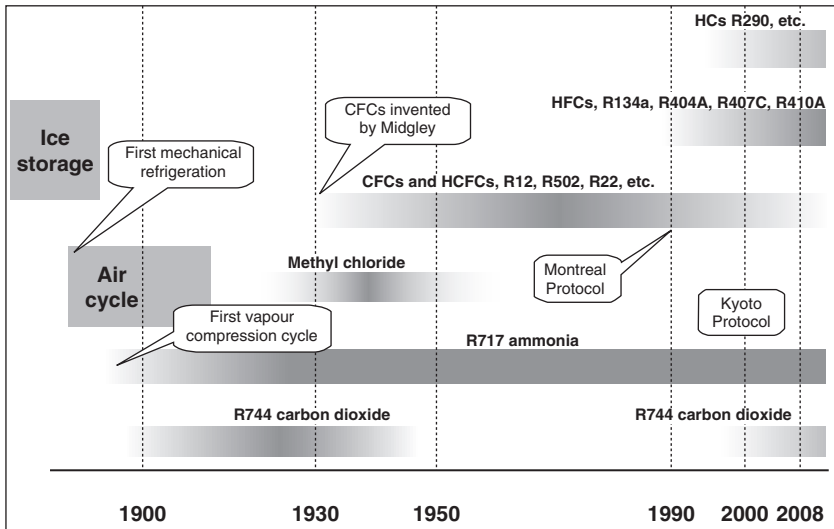 HCs R290, etc.
HFCs, R134a, R404A, R407C, R410A
Ice
storage
CFCs invented
by Midgley
First mechanical
refrigeration
CFCs and HCFCs, R12, R502, R22, etc.
Air
cycle
Methyl chloride
Montreal
Protocol
Kyoto
Protocol
First vapour
compression cycle
R717 ammonia
R744 carbon dioxide
R744 carbon dioxide
1900 1930 1950 1990 2000 2008